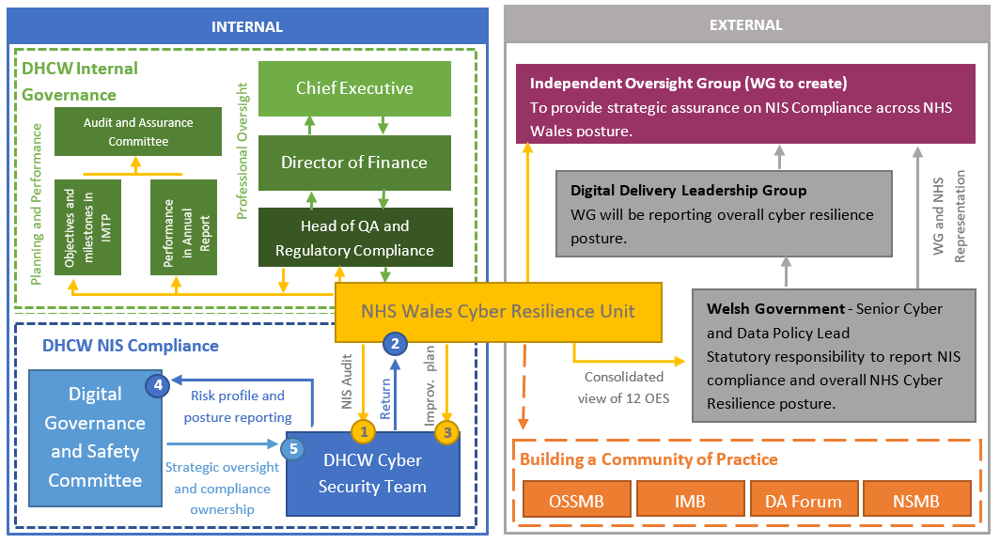 INTERNAL
DHCW Internal
Governance
Planning and Performance
Audit and Assurance
Committee
Objectives and
milestones in
IMTP
Performance
in Annual
Report
Professional Oversight
Chief Executive
Director of Finance
Head of QA and
Regulatory Compliance
NHS Wales Cyber Resilience Unit
DHCW NIS Compliance
Digital
Governance
and Safety
Committee
4
Risk profile and
posture reporting
5
Strategic oversight
and compliance
ownership
NIS Audit
1
2
Return
Improv. plan
3
DHCW Cyber
Security Team
EXTERNAL
Independent Oversight Group (WG to create)
To provide strategic assurance on NIS Compliance across NHS
Wales posture.
Digital Delivery Leadership Group
WG will be reporting overall cyber resilience
posture.
WG and NHS
Representation
Welsh Government - Senior Cyber
and Data Policy Lead
Statutory responsibility to report NIS
compliance and overall NHS Cyber
Resilience posture.
Consolidated
view of 12 OES
Building a Community of Practice
OSSMB
IMB
DA Forum
NSMB